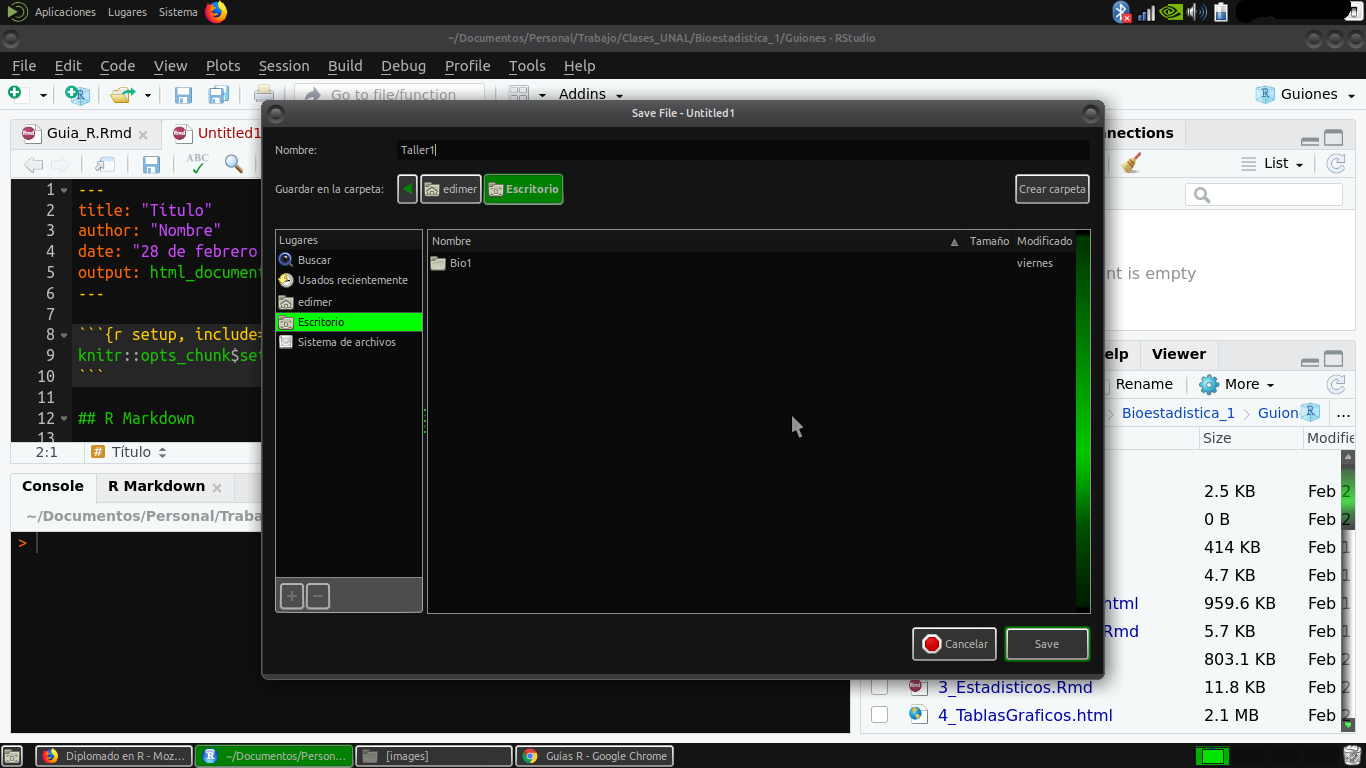 Aplicaciones Lugares Sistema
~/Documentos/Personal/Trabajo/Clases_UNAL/Bioestadistica_1/Guiones - RStudio
File Edit Code View Plots Session Build Debug Profile Tools Help
Go to file/function Addins Guiones
Save File - Untitled1
Guia_R.Rmd Untitled1 nnections
Nombre: Taller1
ABC List
Guardar en la carpeta: edimer Escritorio Crear carpeta
1 ---
2 title: "Título"
3 author: "Nombre"
4 date: "28 de febrero
5 output: html_document
6 ---
7
8 ```{r setup, include=
9 knitr::opts_chunk$set
10 ```
11
12 ## R Markdown
13
2:1 # Título
Lugares
Buscar
Usados recientemente
edimer
Escritorio
Sistema de archivos
Nombre Tamaño Modificado
Bio1 viernes
Cancelar Save
nt is empty
elp Viewer
Rename More
Bioestadistica_1 Guion ...
Size Modifie
2.5 KB Feb 2
0 B Feb 2
414 KB Feb 1
4.7 KB Feb 1
html 959.6 KB Feb 1
Rmd 5.7 KB Feb 1
803.1 KB Feb 2
3_Estadisticos.Rmd 11.8 KB Feb 2
4_TablasGraficos.html 2.1 MB Feb 2
Console R Markdown
~/Documentos/Personal/Traba
>
Diplomado en R - Moz... ~/Documentos/Person... [images] Guias R - Google Chrome